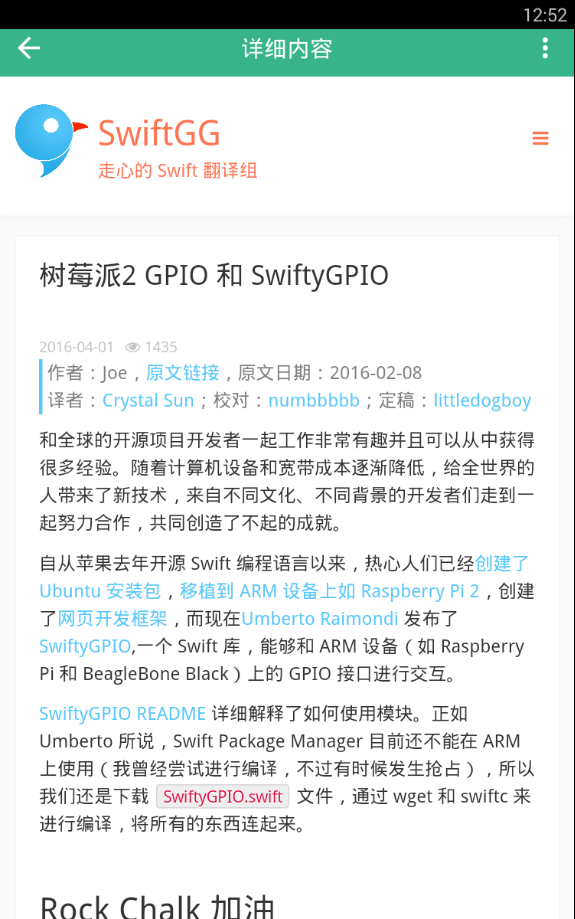 12:52
详细内容
SwiftGG
走心的 Swift 翻译组
树莓派2 GPIO 和 SwiftyGPIO
2016-04-01 1435
作者：Joe，原文链接，原文日期：2016-02-08
译者：Crystal Sun；校对：numbbbbb；定稿：littledogboy
和全球的开源项目开发者一起工作非常有趣并且可以从中获得
很多经验。随着计算机设备和宽带成本逐渐降低，给全世界的
人带来了新技术，来自不同文化、不同背景的开发者们走到一
起努力合作，共同创造了不起的成就。
自从苹果去年开源 Swift 编程语言以来，热心人们已经创建了
Ubuntu 安装包，移植到 ARM 设备上如 Raspberry Pi 2，创建
了网页开发框架，而现在Umberto Raimondi 发布了
SwiftyGPIO,一个 Swift 库，能够和 ARM 设备（如 Raspberry
Pi 和 BeagleBone Black）上的 GPIO 接口进行交互。
SwiftyGPIO README 详细解释了如何使用模块。正如
Umberto 所说，Swift Package Manager 目前还不能在 ARM
上使用（我曾经尝试进行编译，不过有时候发生抢占），所以
我们还是下载 SwiftyGPIO.swift 文件，通过 wget 和 swiftc 来
进行编译，将所有的东西连起来。
Rock Chalk 加油